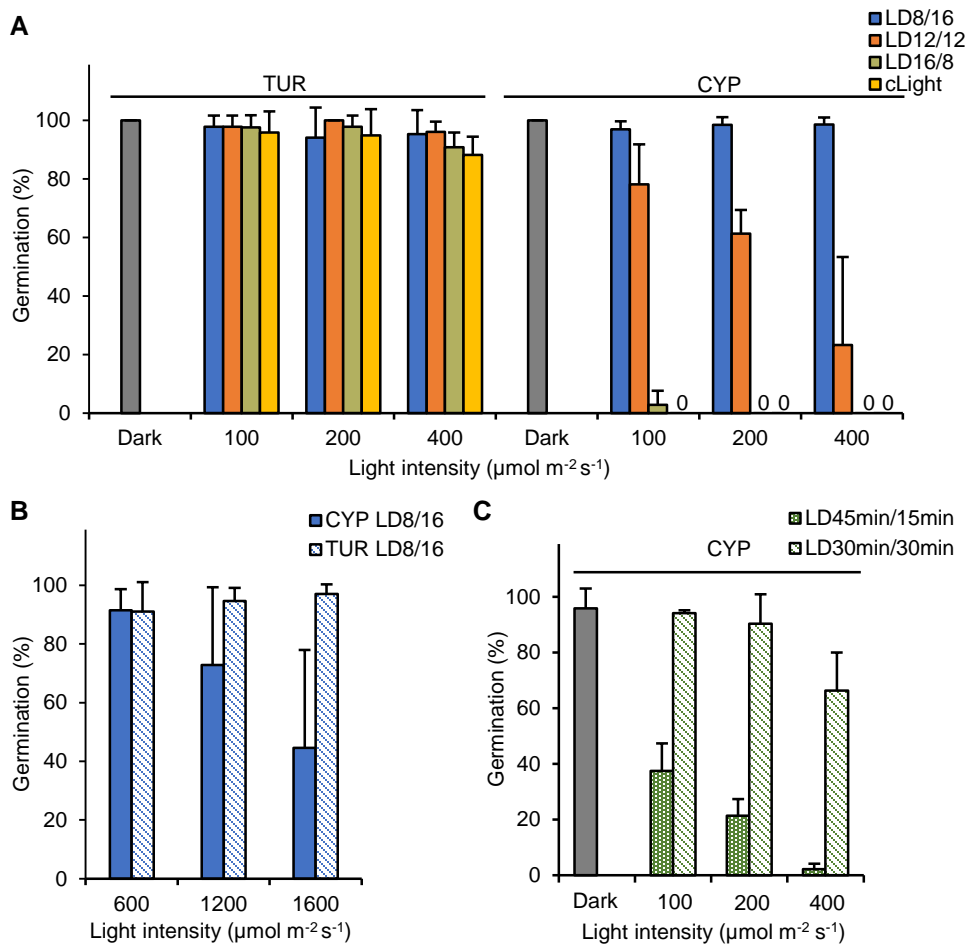 A
LD8/16
LD12/12
LD16/8
cLight
TUR
CYP
Germination (%)
100
80
60
40
20
0
0
0 0
0 0
Dark 100 200 400 Dark 100 200 400
Light intensity (µmol m-2 s-1)
B
CYP LD8/16
TUR LD8/16
Germination (%)
100
80
60
40
20
0
600 1200 1600
Light intensity (µmol m-2 s-1)
C
LD45min/15min
LD30min/30min
CYP
Germination (%)
100
80
60
40
20
0
Dark 100 200 400
Light intensity (µmol m-2 s-1)